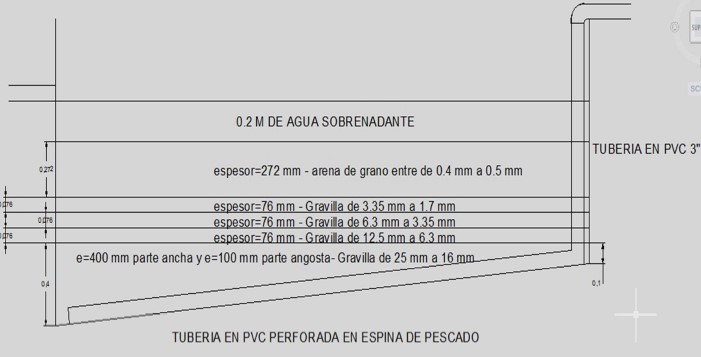 0.2 M DE AGUA SOBRENADANTE
TUBERIA EN PVC 3"
0,272
espesor=272 mm - arena de grano entre de 0.4 mm a 0.5 mm
espesor=76 mm - Gravilla de 3.35 mm a 1.7 mm
0,076
espesor=76 mm - Gravilla de 6.3 mm a 3.35 mm
0,076
espesor=76 mm - Gravilla de 12.5 mm a 6.3 mm
0,076
e=400 mm parte ancha y e=100 mm parte angosta- Gravilla de 25 mm a 16 mm
0,4
0,1
TUBERIA EN PVC PERFORADA EN ESPINA DE PESCADO